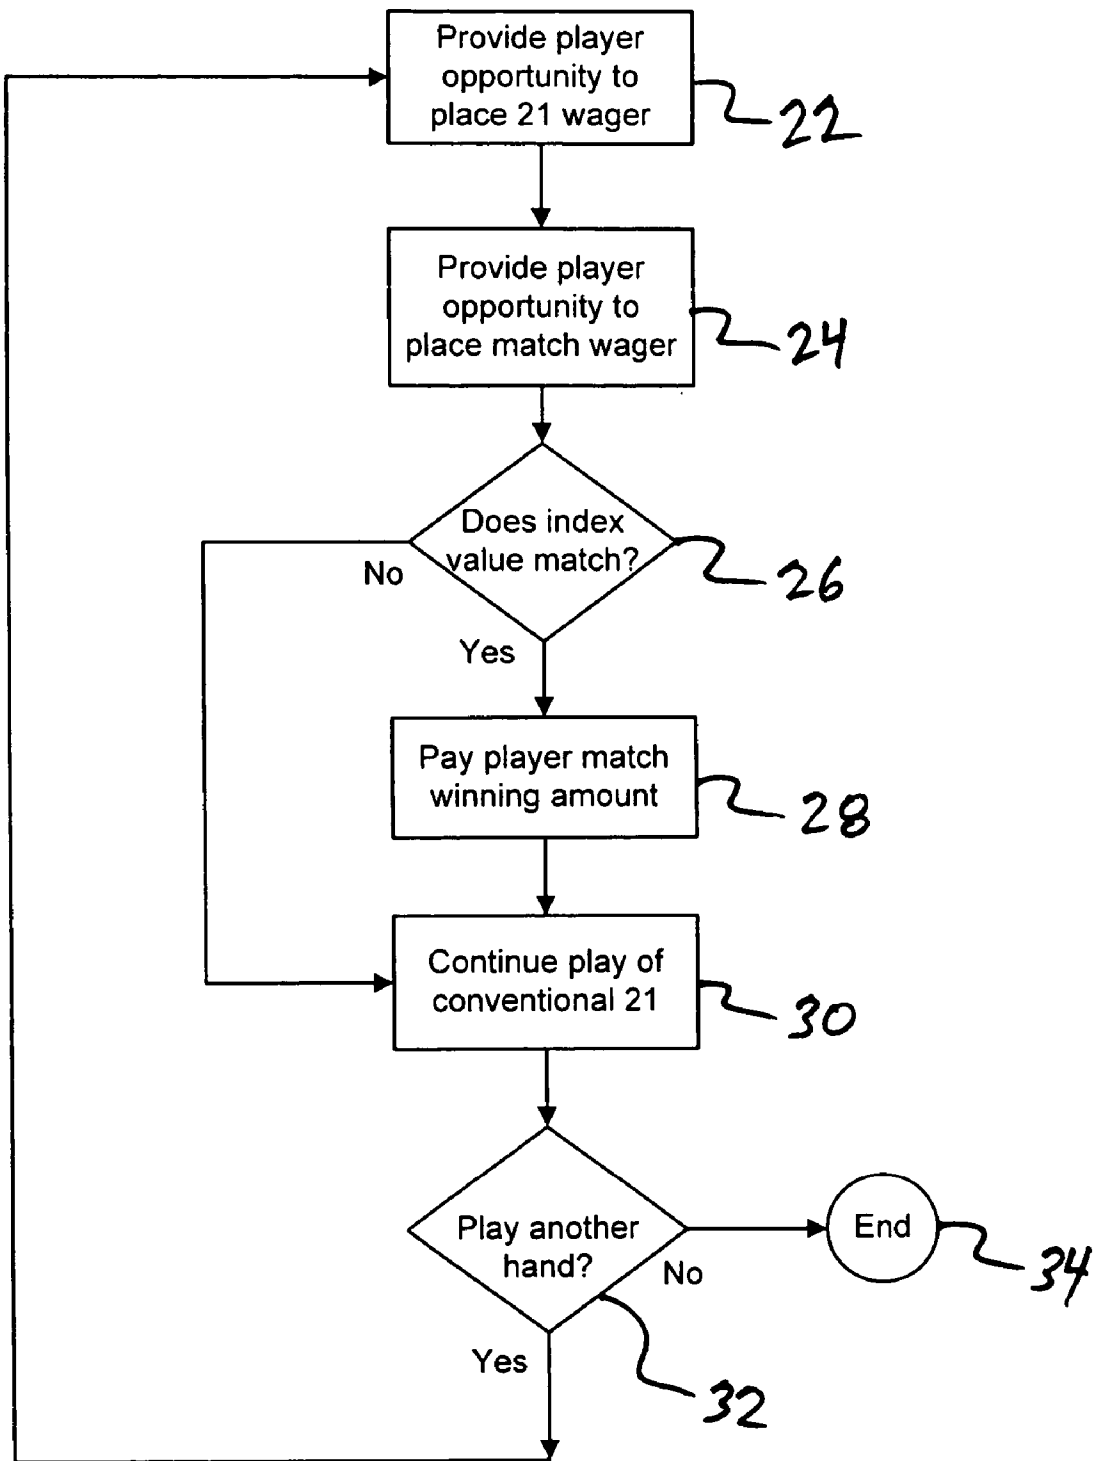 Provide player
opportunity to
place 21 wager
22
Provide player
opportunity to
place match wager
24
Does index
value match?
No
26
Yes
Pay player match
winning amount
28
Continue play of
conventional 21
30
Play another
hand?
No
End
34
Yes
32